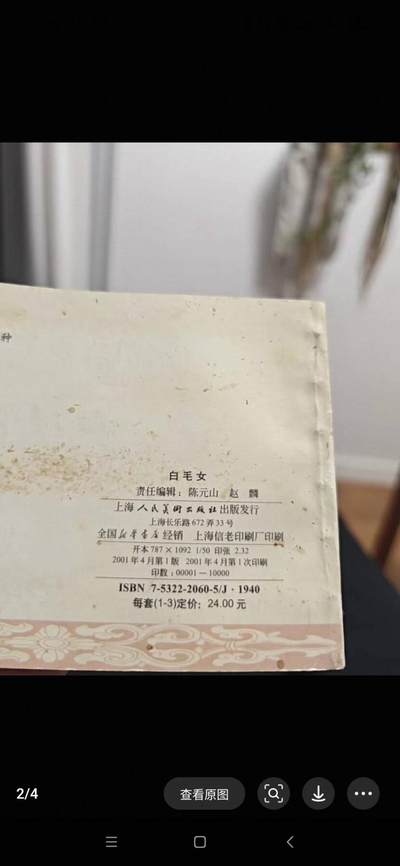 种
白毛女
责任编辑：陈元山 赵 麟
上海人民美术出版社出版发行
上海长乐路672弄33号
全国新华书店经销 上海信老印刷厂印刷
开本787×1092 1/50 印张 2.32
2001年4月第1版 2001年4月第1次印刷
印数：00001—10000
ISBN 7-5322-2060-5/J·1940
每套(1-3)定价：24.00元
2/4
查看原图